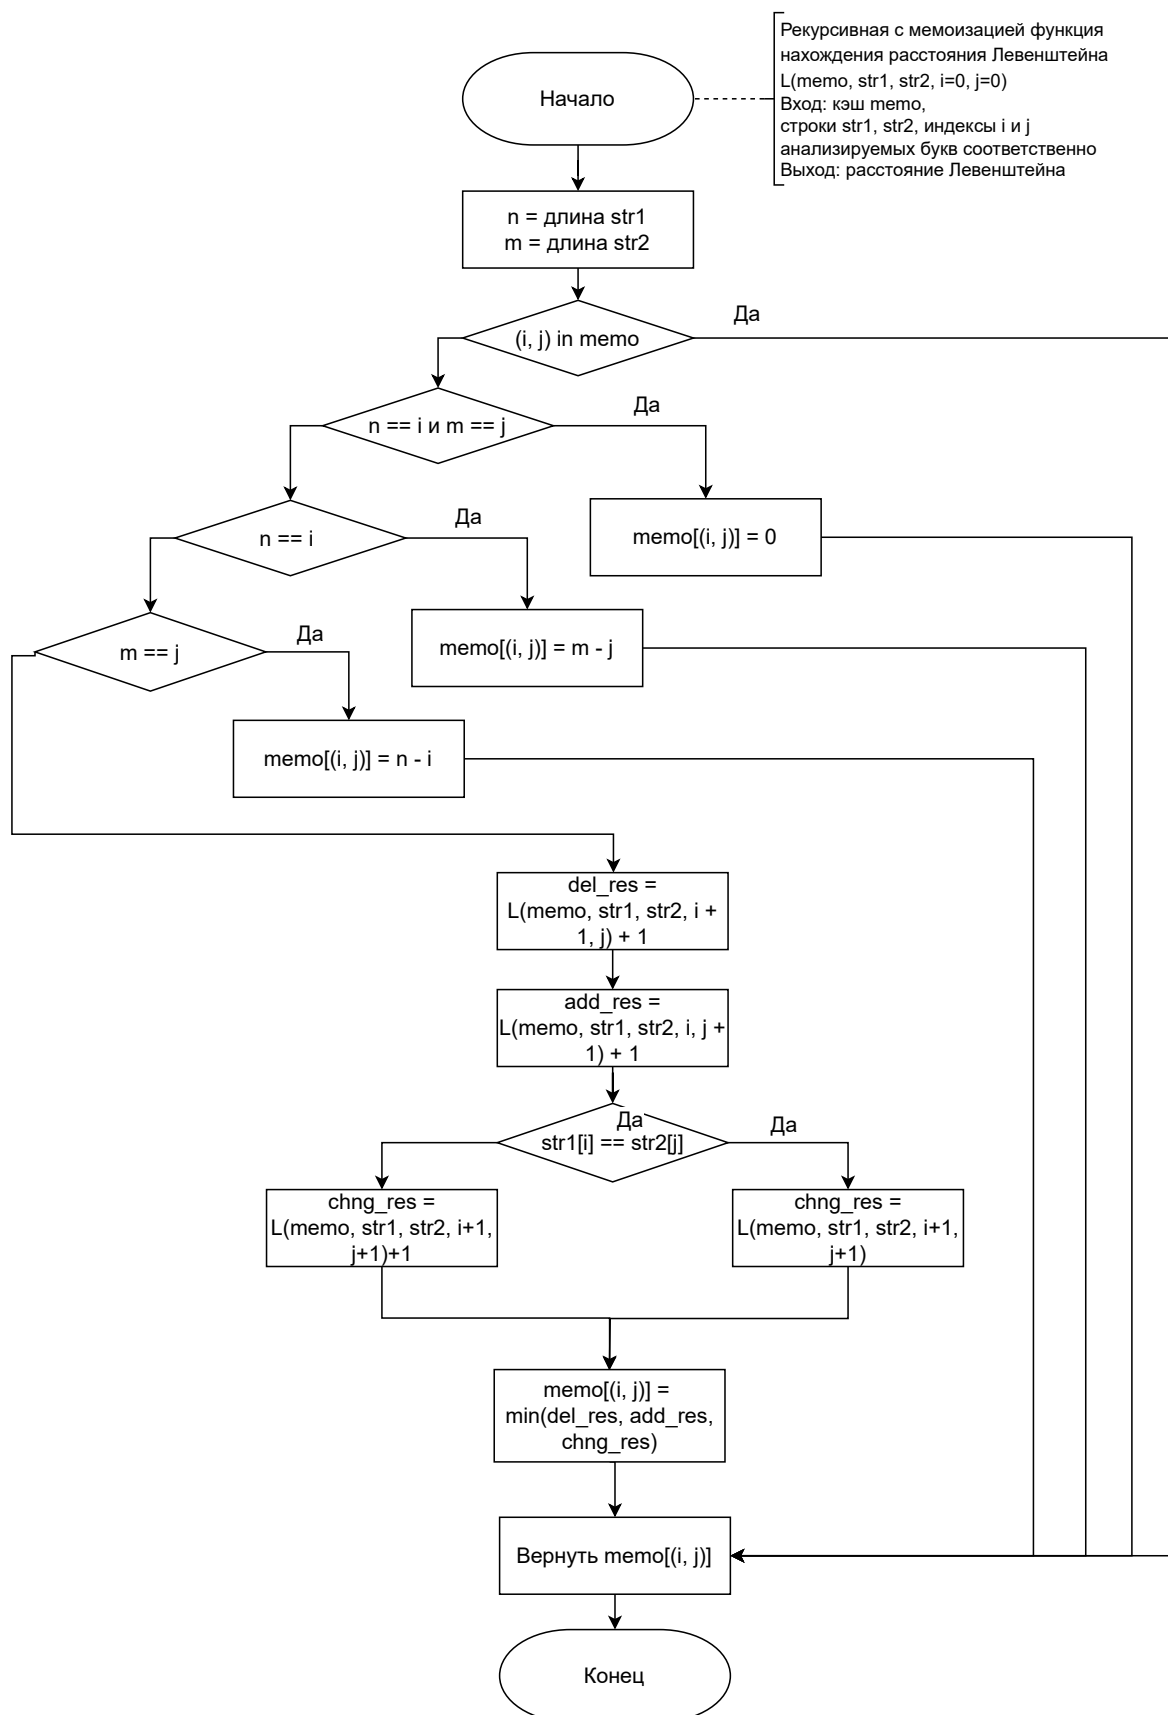 Рекурсивная с мемоизацией функция
нахождения расстояния Левенштейна
L(memo, str1, str2, i=0, j=0)
Вход: кэш memo,
строки str1, str2, индексы i и j
анализируемых букв соответственно
Выход: расстояние Левенштейна
Начало
n = длина str1
m = длина str2
Да
(i, j) in memo
Да
n == i и m == j
Да
n == i
memo[(i, j)] = 0
Да
m == j
memo[(i, j)] = m - j
memo[(i, j)] = n - i
del_res =
L(memo, str1, str2, i +
1, j) + 1
add_res =
L(memo, str1, str2, i, j +
1) + 1
Да
Да
str1[i] == str2[j]
chng_res =
L(memo, str1, str2, i+1,
j+1)+1
chng_res =
L(memo, str1, str2, i+1,
j+1)
memo[(i, j)] =
min(del_res, add_res,
chng_res)
Вернуть memo[(i, j)]
Конец